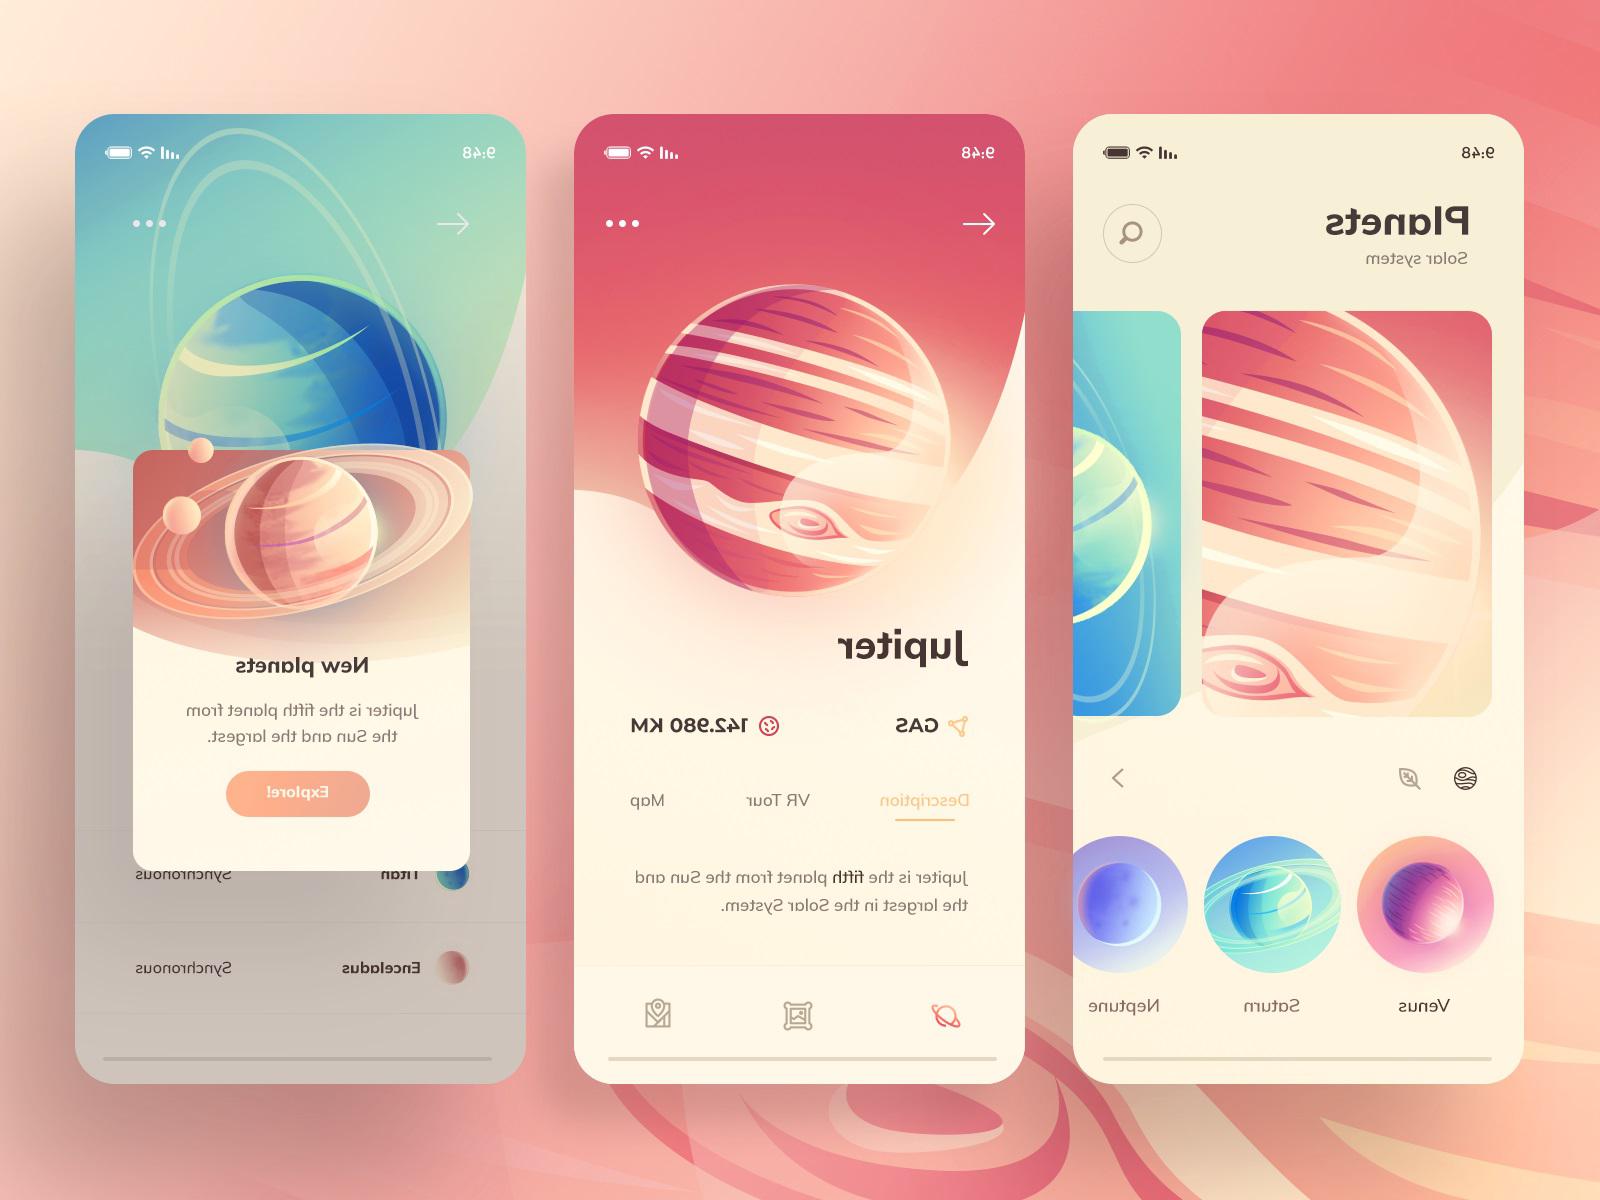 9:48
Planets
Solar system
Venus
Saturn
Neptune
9:48
Jupiter
GAS
142.980 KM
Description
VR Tour
Map
Jupiter is the fifth planet from the Sun and
the largest in the Solar System.
9:48
New planets
Jupiter is the fifth planet from
the Sun and the largest.
Explore!
Titan Synchronous
Enceladus Synchronous